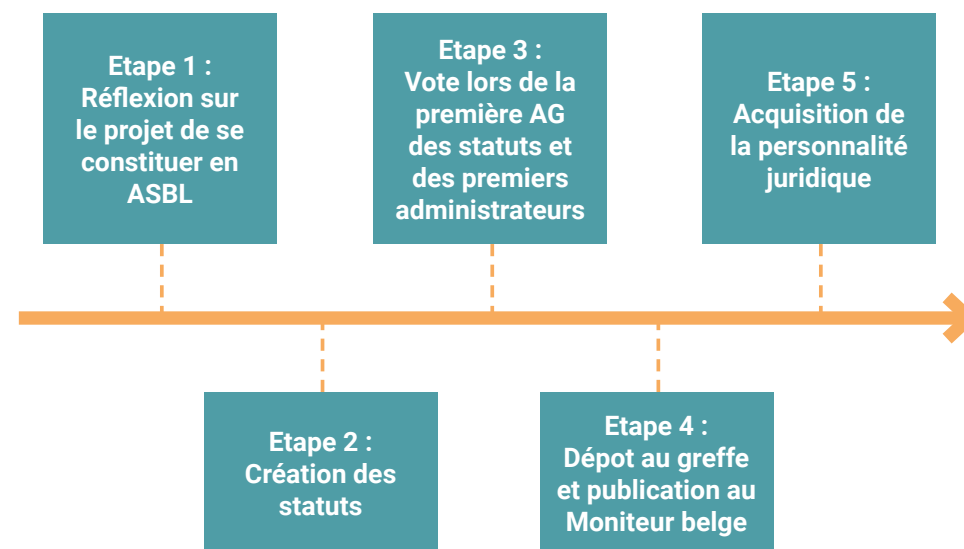 Etape 1 :
Réflexion sur
le projet de se
constituer en
ASBL
Etape 2 :
Création des
statuts
Etape 3 :
Vote lors de la
première AG
des statuts et
des premiers
administrateurs
Etape 4 :
Dépot au greffe
et publication au
Moniteur belge
Etape 5 :
Acquisition de
la personnalité
juridique